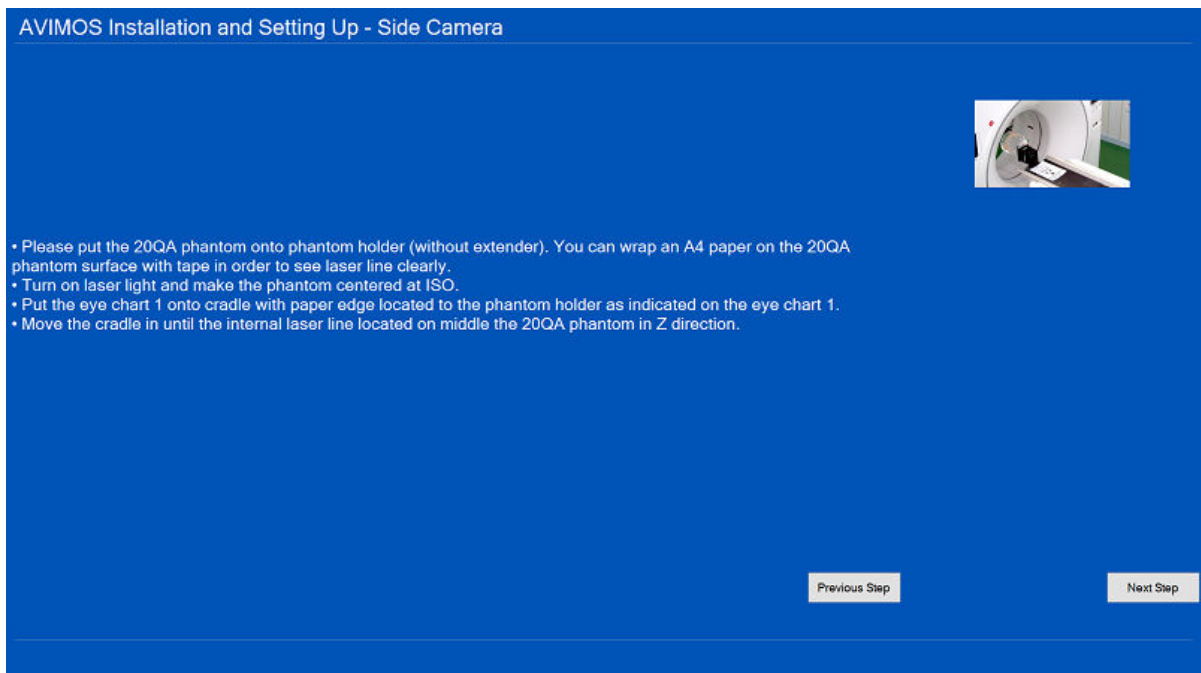 AVIMOS Installation and Setting Up - Side Camera
• Please put the 20QA phantom onto phantom holder (without extender). You can wrap an A4 paper on the 20QA
phantom surface with tape in order to see laser line clearly.
• Turn on laser light and make the phantom centered at ISO.
• Put the eye chart 1 onto cradle with paper edge located to the phantom holder as indicated on the eye chart 1.
• Move the cradle in until the internal laser line located on middle the 20QA phantom in Z direction.
Previous Step
Next Step